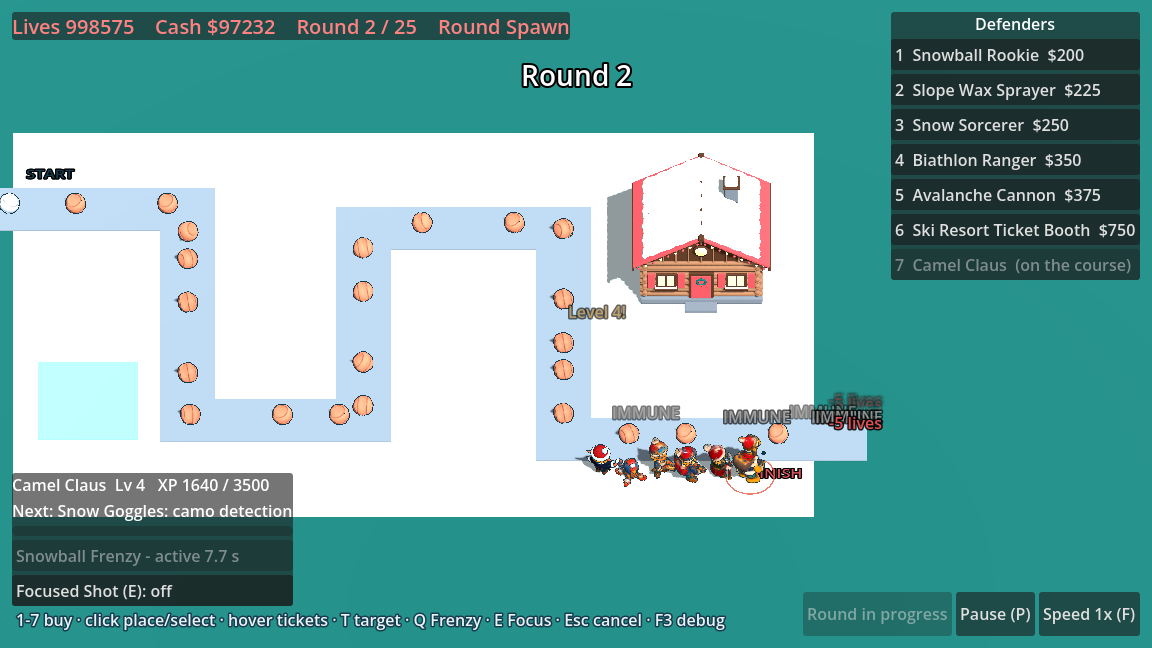 Lives 998575 Cash $97232 Round 2 / 25 Round Spawn
Defenders
1 Snowball Rookie $200
2 Slope Wax Sprayer $225
3 Snow Sorcerer $250
4 Biathlon Ranger $350
5 Avalanche Cannon $375
6 Ski Resort Ticket Booth $750
7 Camel Claus (on the course)
Round 2
START
Level 4!
-5 lives
IMMUNE
IMMUNE
IMMUNE
IMMUNE
-5 lives
Camel Claus Lv 4 XP 1640 / 3500
Next: Snow Goggles: camo detection
Snowball Frenzy - active 7.7 s
Focused Shot (E): off
1-7 buy · click place/select · hover tickets · T target · Q Frenzy · E Focus · Esc cancel · F3 debug
Round in progress
Pause (P)
Speed 1x (F)